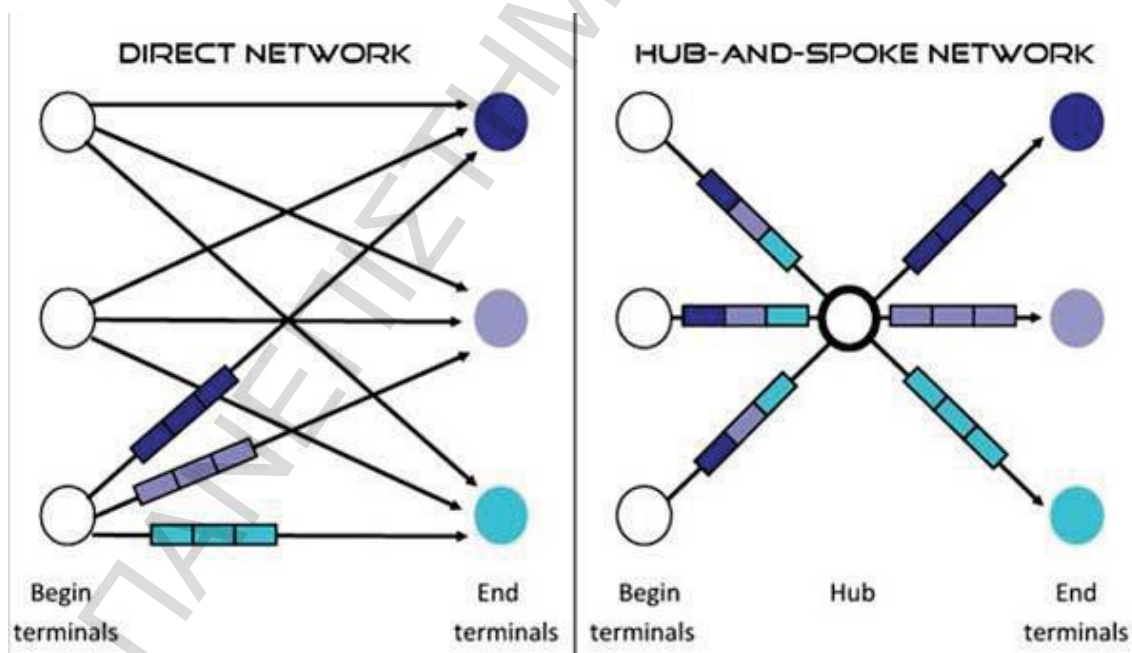 DIRECT NETWORK
Begin
terminals
End
terminals
HUB-AND-SPOKE NETWORK
Begin
terminals
Hub
End
terminals